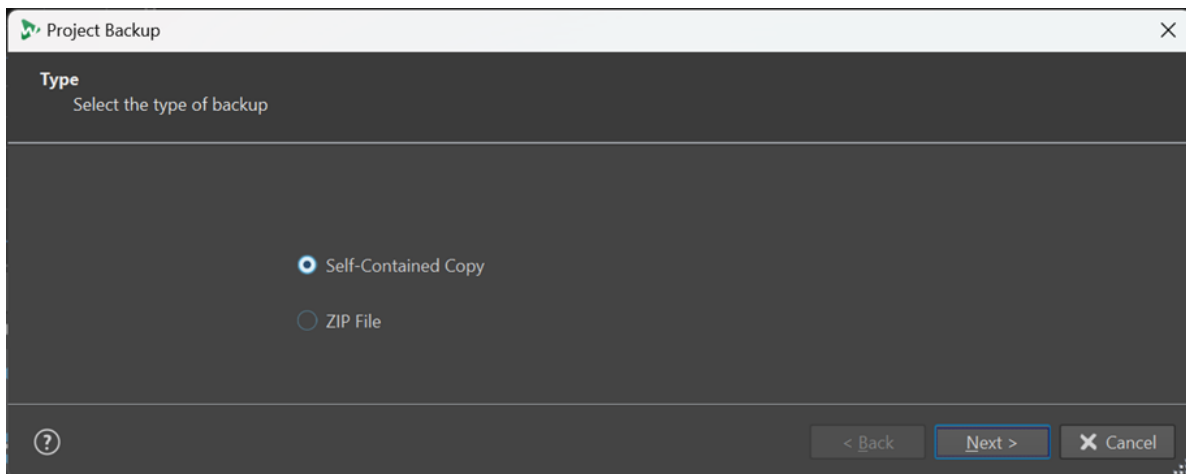 Project Backup
Type
Select the type of backup
Self-Contained Copy
ZIP File
?
< Back
Next >
Cancel